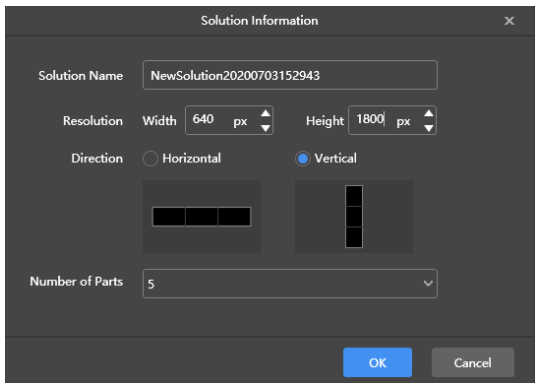 Solution Information
Solution Name NewSolution20200703152943
Resolution Width 640 px Height 1800 px
Direction Horizontal Vertical
Number of Parts 5
OK Cancel